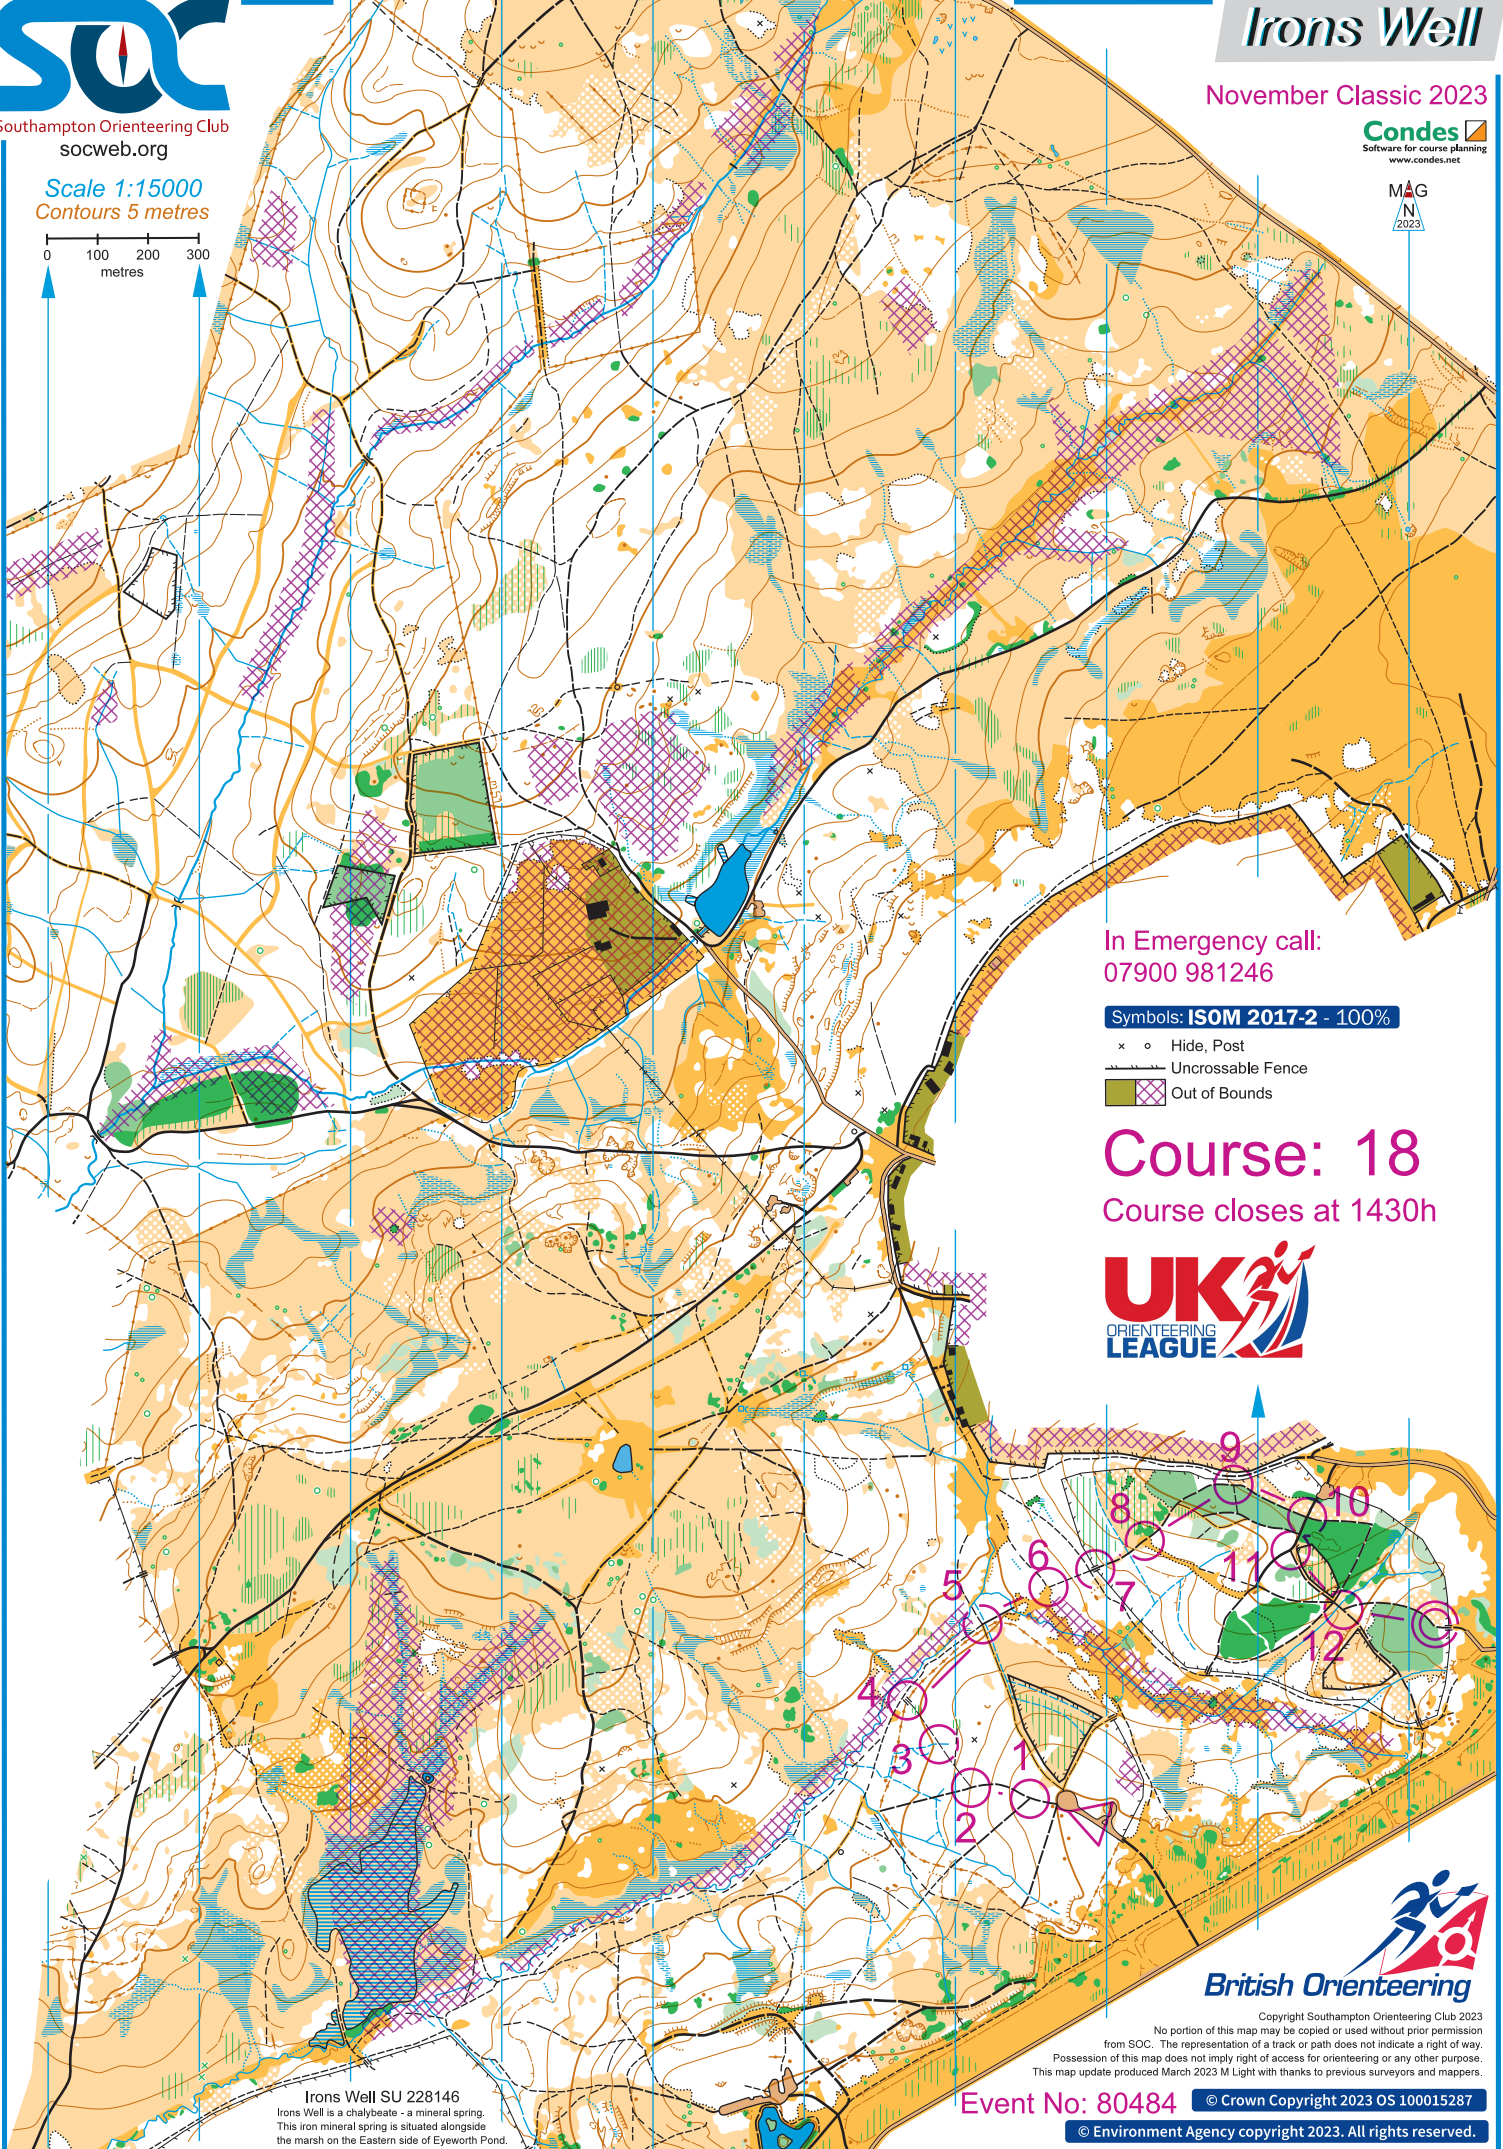 SOC
Southampton Orienteering Club
socweb.org
Scale 1:15000
Contours 5 metres
0 100 200 300
metres
Irons Well
November Classic 2023
Condes
Software for course planning
www.condes.net
MAG
N
2023
In Emergency call:
07900 981246
Symbols: ISOM 2017-2 - 100%
Hide, Post
Uncrossable Fence
Out of Bounds
Course: 18
Course closes at 1430h
UK
ORIENTEERING
LEAGUE
9
10
8
11
6
5
7
12
4
3
1
2
British Orienteering
Copyright Southampton Orienteering Club 2023
No portion of this map may be copied or used without prior permission
from SOC. The representation of a track or path does not indicate a right of way.
Possession of this map does not imply right of access for orienteering or any other purpose.
This map update produced March 2023 M Light with thanks to previous surveyors and mappers.
Event No: 80484
© Crown Copyright 2023 OS 100015287
© Environment Agency copyright 2023. All rights reserved.
Irons Well SU 228146
Irons Well is a chalybeate - a mineral spring.
This iron mineral spring is situated alongside
the marsh on the Eastern side of Eyeworth Pond.